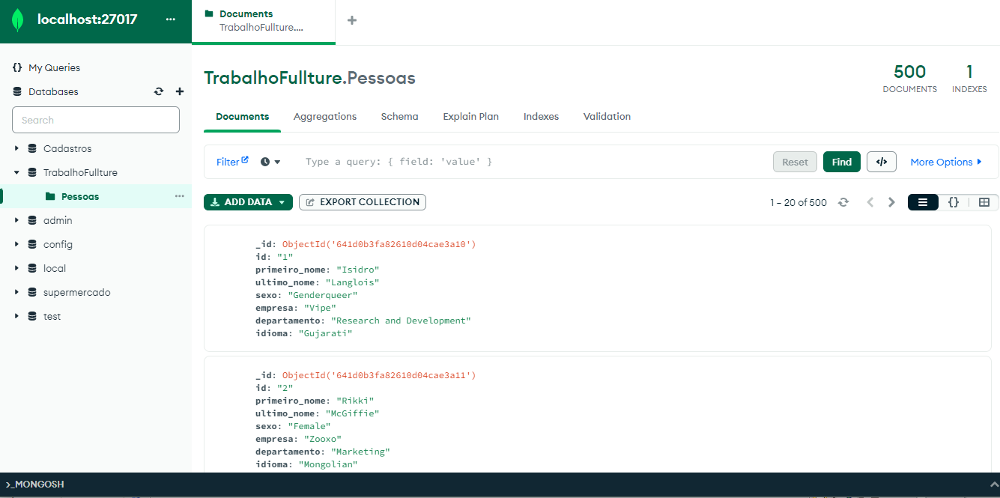 localhost:27017 ...
Documents
TrabalhoFullture....
+
{} My Queries
Databases
Search
Cadastros
TrabalhoFullture
Pessoas ...
admin
config
local
supermercado
test
TrabalhoFullture.Pessoas
500
DOCUMENTS
1
INDEXES
Documents Aggregations Schema Explain Plan Indexes Validation
Filter Type a query: { field: 'value' } Reset Find </> More Options
ADD DATA EXPORT COLLECTION 1 – 20 of 500 {}
_id: ObjectId('641d0b3fa82610d04cae3a10')
id: "1"
primeiro_nome: "Isidro"
ultimo_nome: "Langlois"
sexo: "Genderqueer"
empresa: "Vipe"
departamento: "Research and Development"
idioma: "Gujarati"
_id: ObjectId('641d0b3fa82610d04cae3a11')
id: "2"
primeiro_nome: "Rikki"
ultimo_nome: "McGiffie"
sexo: "Female"
empresa: "Zooxo"
departamento: "Marketing"
idioma: "Mongolian"
>_MONGOSH